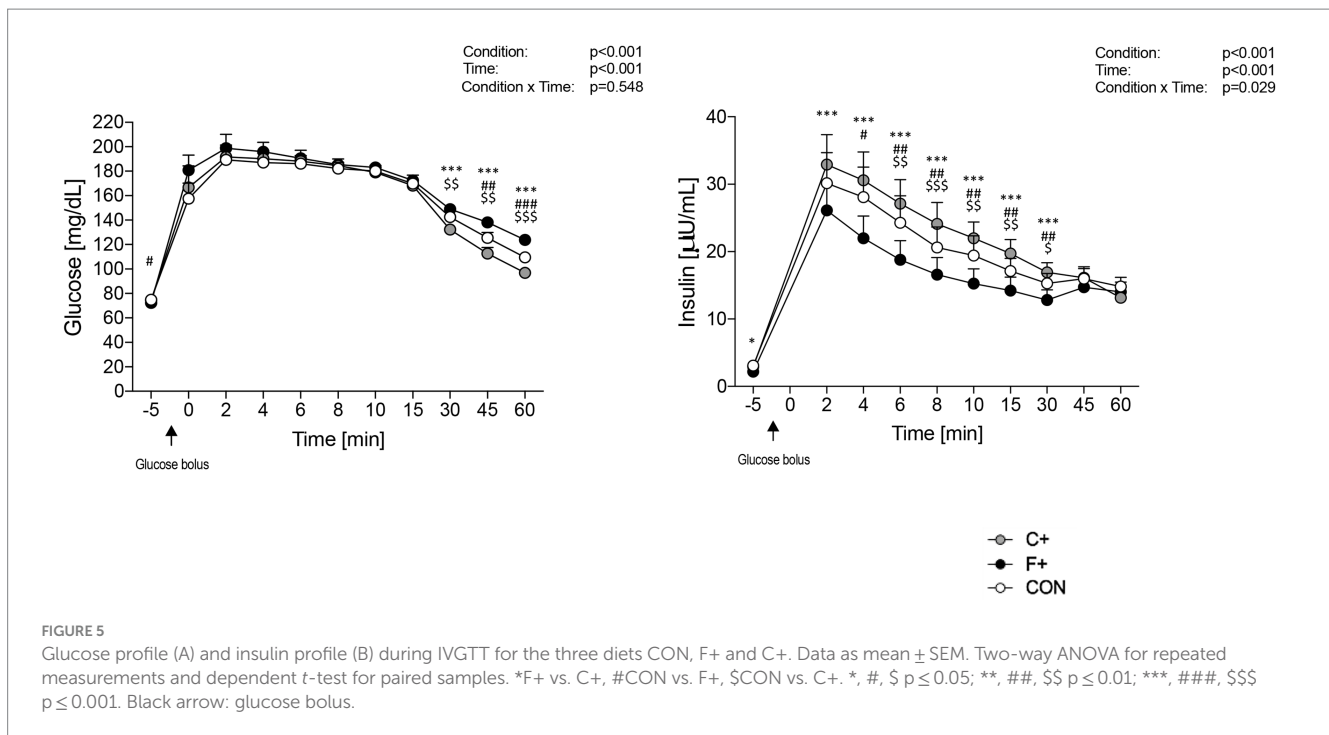 Condition: p<0.001
Time: p<0.001
Condition x Time: p=0.548
220
200
180
160
140
120
100
80
60
40
20
0
Glucose [mg/dL]
#
***
$$
***
##
$$
***
###
$$$
-5 0 2 4 6 8 10 15 30 45 60
Time [min]
Glucose bolus
Condition: p<0.001
Time: p<0.001
Condition x Time: p=0.029
40
30
20
10
0
Insulin [µU/mL]
*
***
***
#
***
##
$$
***
##
$$$
***
##
$$
***
##
$$
***
##
$
-5 0 2 4 6 8 10 15 30 45 60
Time [min]
Glucose bolus
C+
F+
CON
FIGURE 5
Glucose profile (A) and insulin profile (B) during IVGTT for the three diets CON, F+ and C+. Data as mean ± SEM. Two-way ANOVA for repeated
measurements and dependent t-test for paired samples. *F+ vs. C+, #CON vs. F+, $CON vs. C+. *, #, $ p ≤ 0.05; **, ##, $$ p ≤ 0.01; ***, ###, $$$
p ≤ 0.001. Black arrow: glucose bolus.